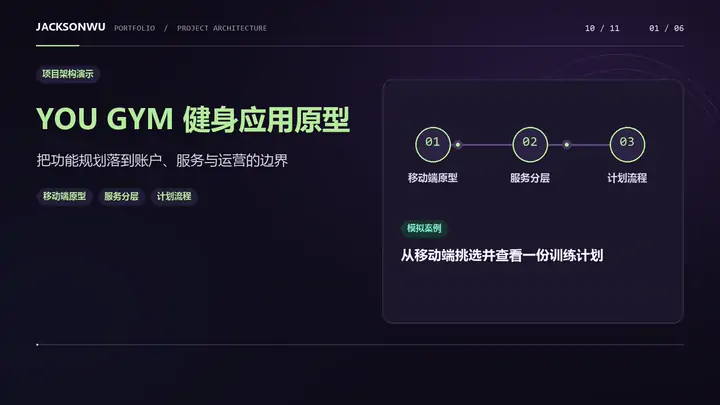 JACKSONWU PORTFOLIO / PROJECT ARCHITECTURE 10 / 11 01 / 06
项目架构演示
YOU GYM 健身应用原型
把功能规划落到账户、服务与运营的边界
移动端原型 服务分层 计划流程
01 02 03
移动端原型 服务分层 计划流程
模拟案例
从移动端挑选并查看一份训练计划